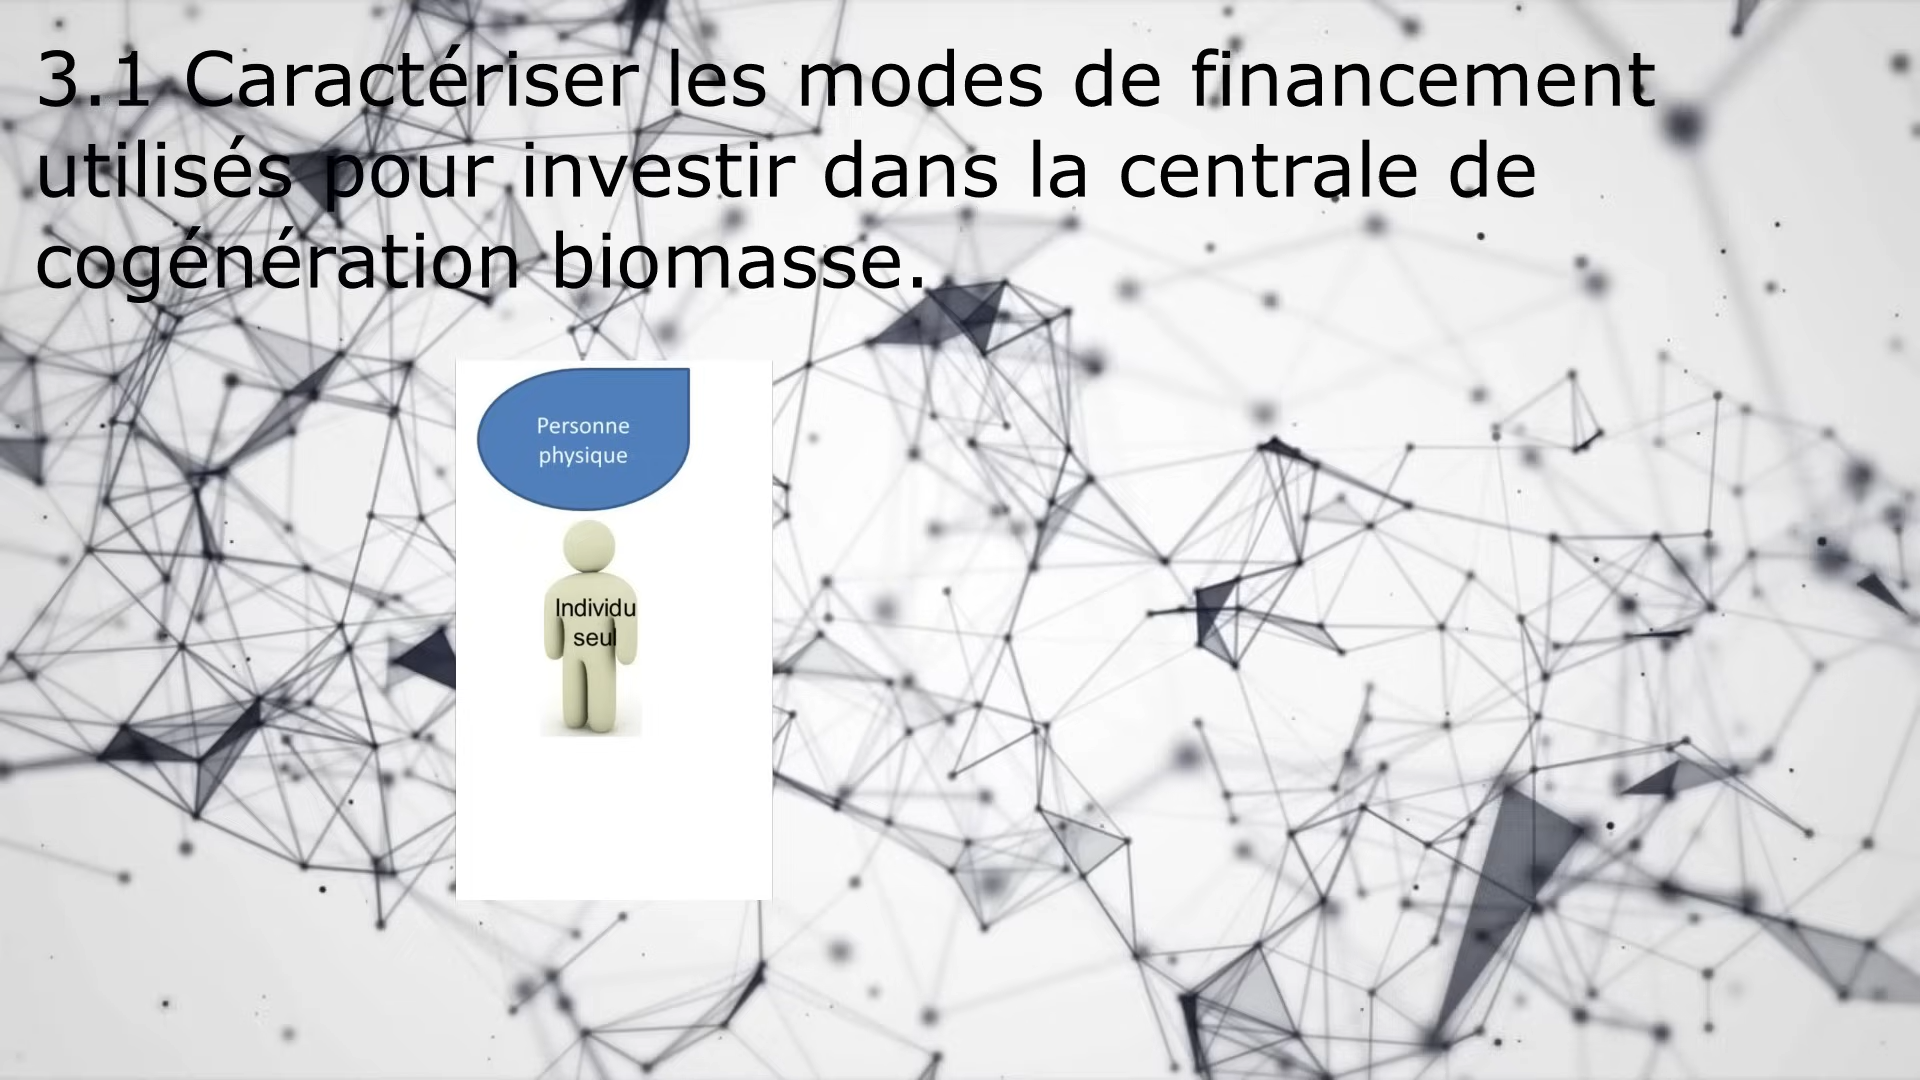 3.1 Caractériser les modes de financement
utilisés pour investir dans la centrale de
cogénération biomasse.
Personne
physique
Individu
seul